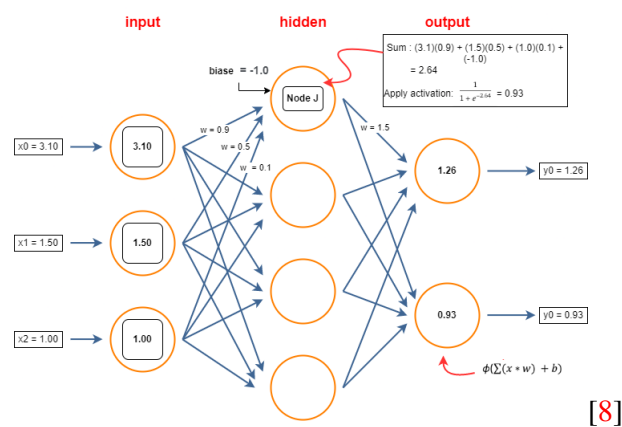 input
hidden
output
Sum : (3.1)(0.9) + (1.5)(0.5) + (1.0)(0.1) +
(-1.0)
= 2.64
Apply activation: 1 / 1 + e^{-2.64} = 0.93
biase = -1.0
Node J
w = 0.9
w = 0.5
w = 0.1
w = 1.5
x0 = 3.10
3.10
1.26
y0 = 1.26
x1 = 1.50
1.50
x2 = 1.00
1.00
0.93
y0 = 0.93
ϕ(∑(x * w) + b)
[8]